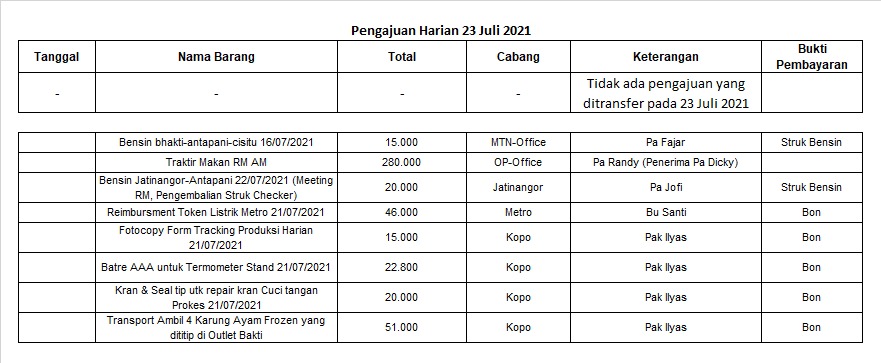 Pengajuan Harian 23 Juli 2021
Tanggal Nama Barang Total Cabang Keterangan Bukti Pembayaran
- - - - Tidak ada pengajuan yang
ditransfer pada 23 Juli 2021
Bensin bhakti-antapani-cisitu 16/07/2021 15.000 MTN-Office Pa Fajar Struk Bensin
Traktir Makan RM AM 280.000 OP-Office Pa Randy (Penerima Pa Dicky)
Bensin Jatinangor-Antapani 22/07/2021 (Meeting
RM, Pengembalian Struk Checker) 20.000 Jatinangor Pa Jofi Struk Bensin
Reimbursment Token Listrik Metro 21/07/2021 46.000 Metro Bu Santi Bon
Fotocopy Form Tracking Produksi Harian
21/07/2021 15.000 Kopo Pak Ilyas Bon
Batre AAA untuk Termometer Stand 21/07/2021 22.800 Kopo Pak Ilyas Bon
Kran & Seal tip utk repair kran Cuci tangan
Prokes 21/07/2021 20.000 Kopo Pak Ilyas Bon
Transport Ambil 4 Karung Ayam Frozen yang
dititip di Outlet Bakti 51.000 Kopo Pak Ilyas Bon